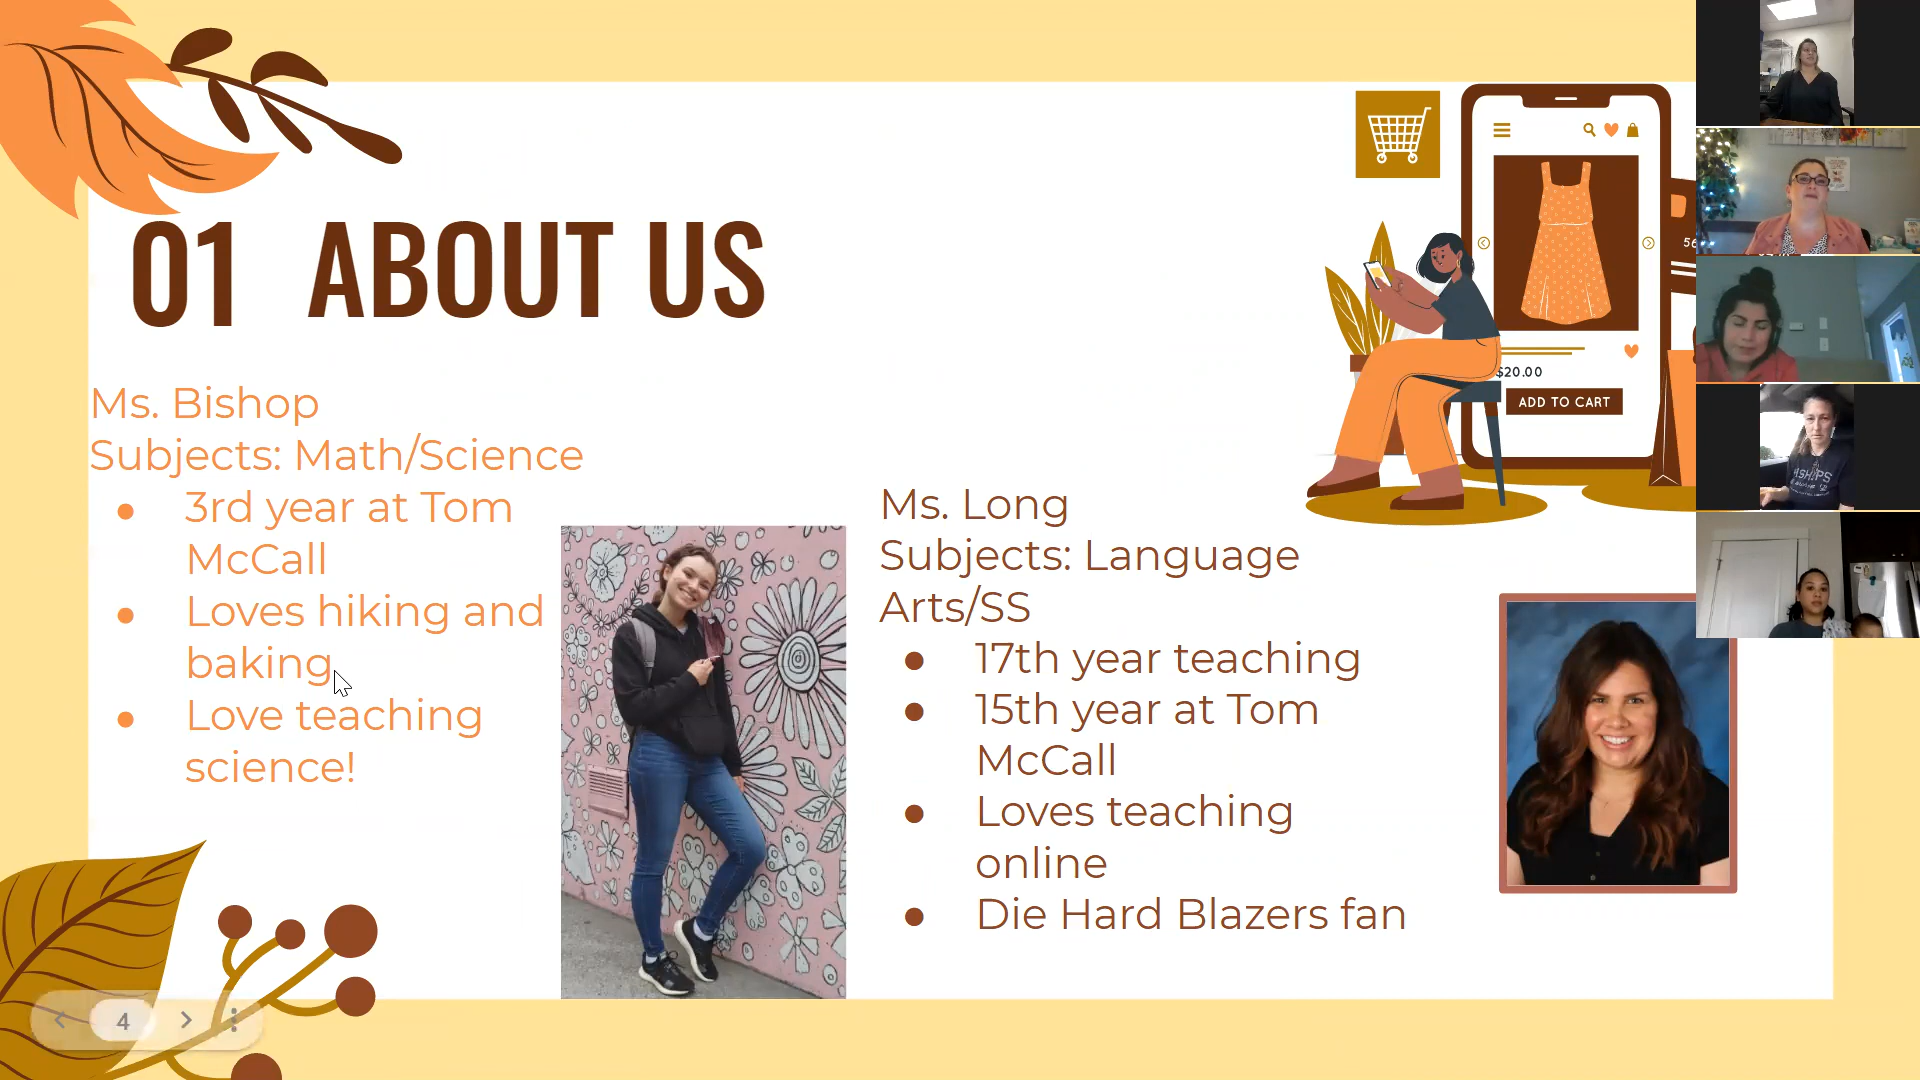 01 ABOUT US
Ms. Bishop
Subjects: Math/Science
● 3rd year at Tom
McCall
● Loves hiking and
baking
● Love teaching
science!
Ms. Long
Subjects: Language
Arts/SS
● 17th year teaching
● 15th year at Tom
McCall
● Loves teaching
online
● Die Hard Blazers fan
$20.00
ADD TO CART
4